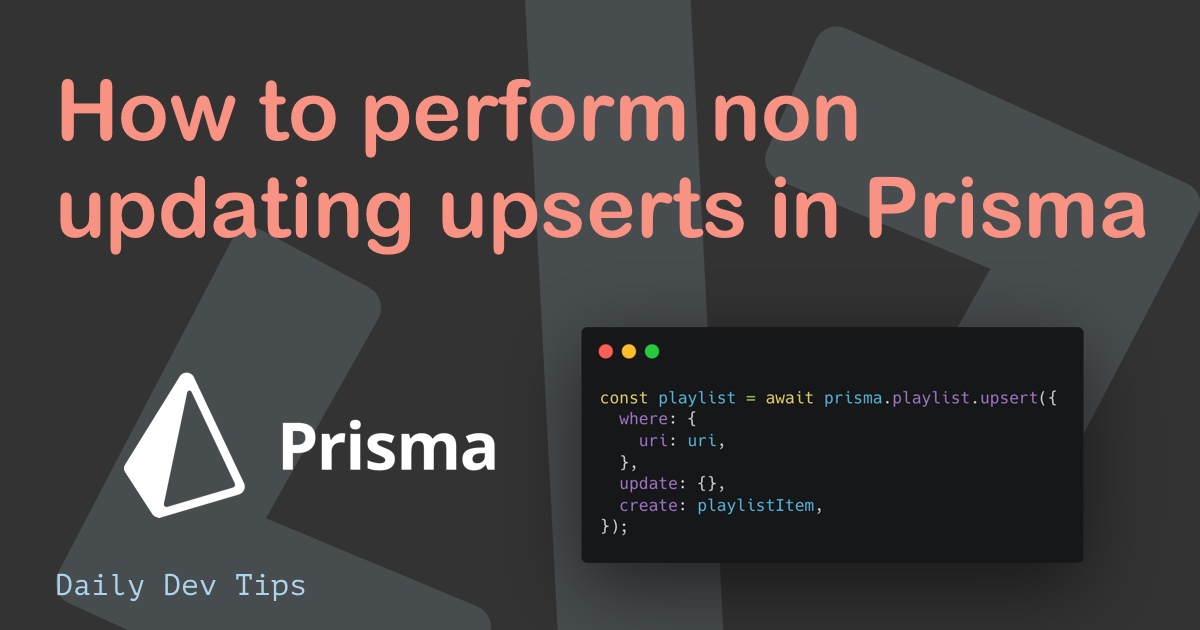 How to perform non
updating upserts in Prisma
Prisma
const playlist = await prisma.playlist.upsert({
  where: {
    uri: uri,
  },
  update: {},
  create: playlistItem,
});
Daily Dev Tips